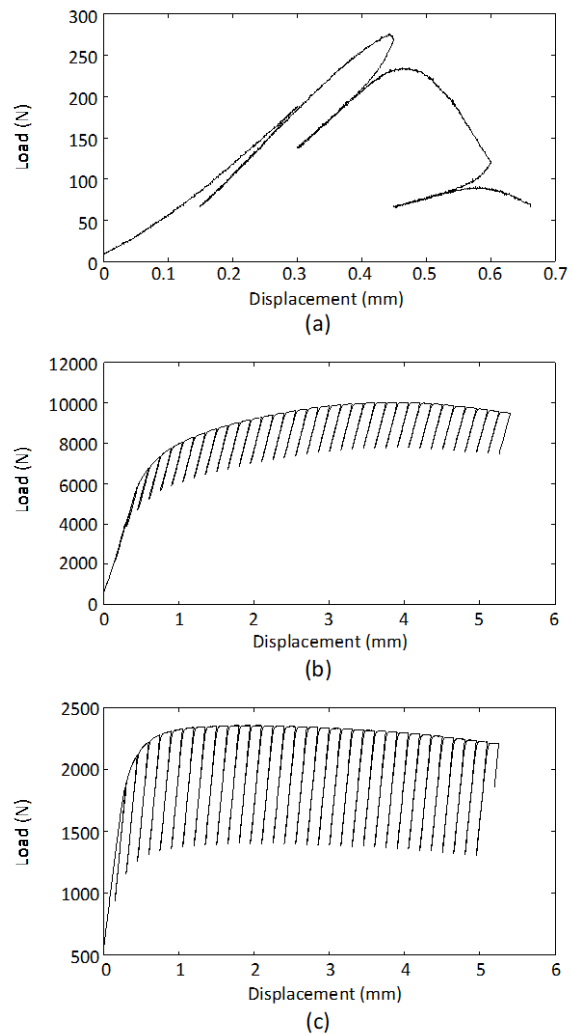 300
250
200
150
100
50
0
Load (N)
0 0.1 0.2 0.3 0.4 0.5 0.6 0.7
Displacement (mm)
(a)
12000
10000
8000
6000
4000
2000
0
Load (N)
0 1 2 3 4 5 6
Displacement (mm)
(b)
2500
2000
1500
1000
500
Load (N)
0 1 2 3 4 5 6
Displacement (mm)
(c)